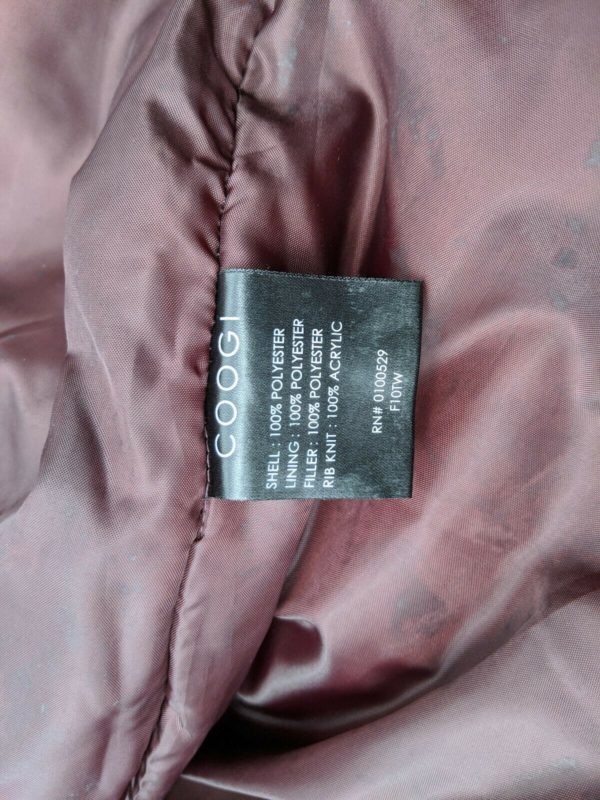 COOGI
SHELL : 100% POLYESTER
LINING : 100% POLYESTER
FILLER : 100% POLYESTER
RIB KNIT : 100% ACRYLIC
RN# 0100529
F10TW